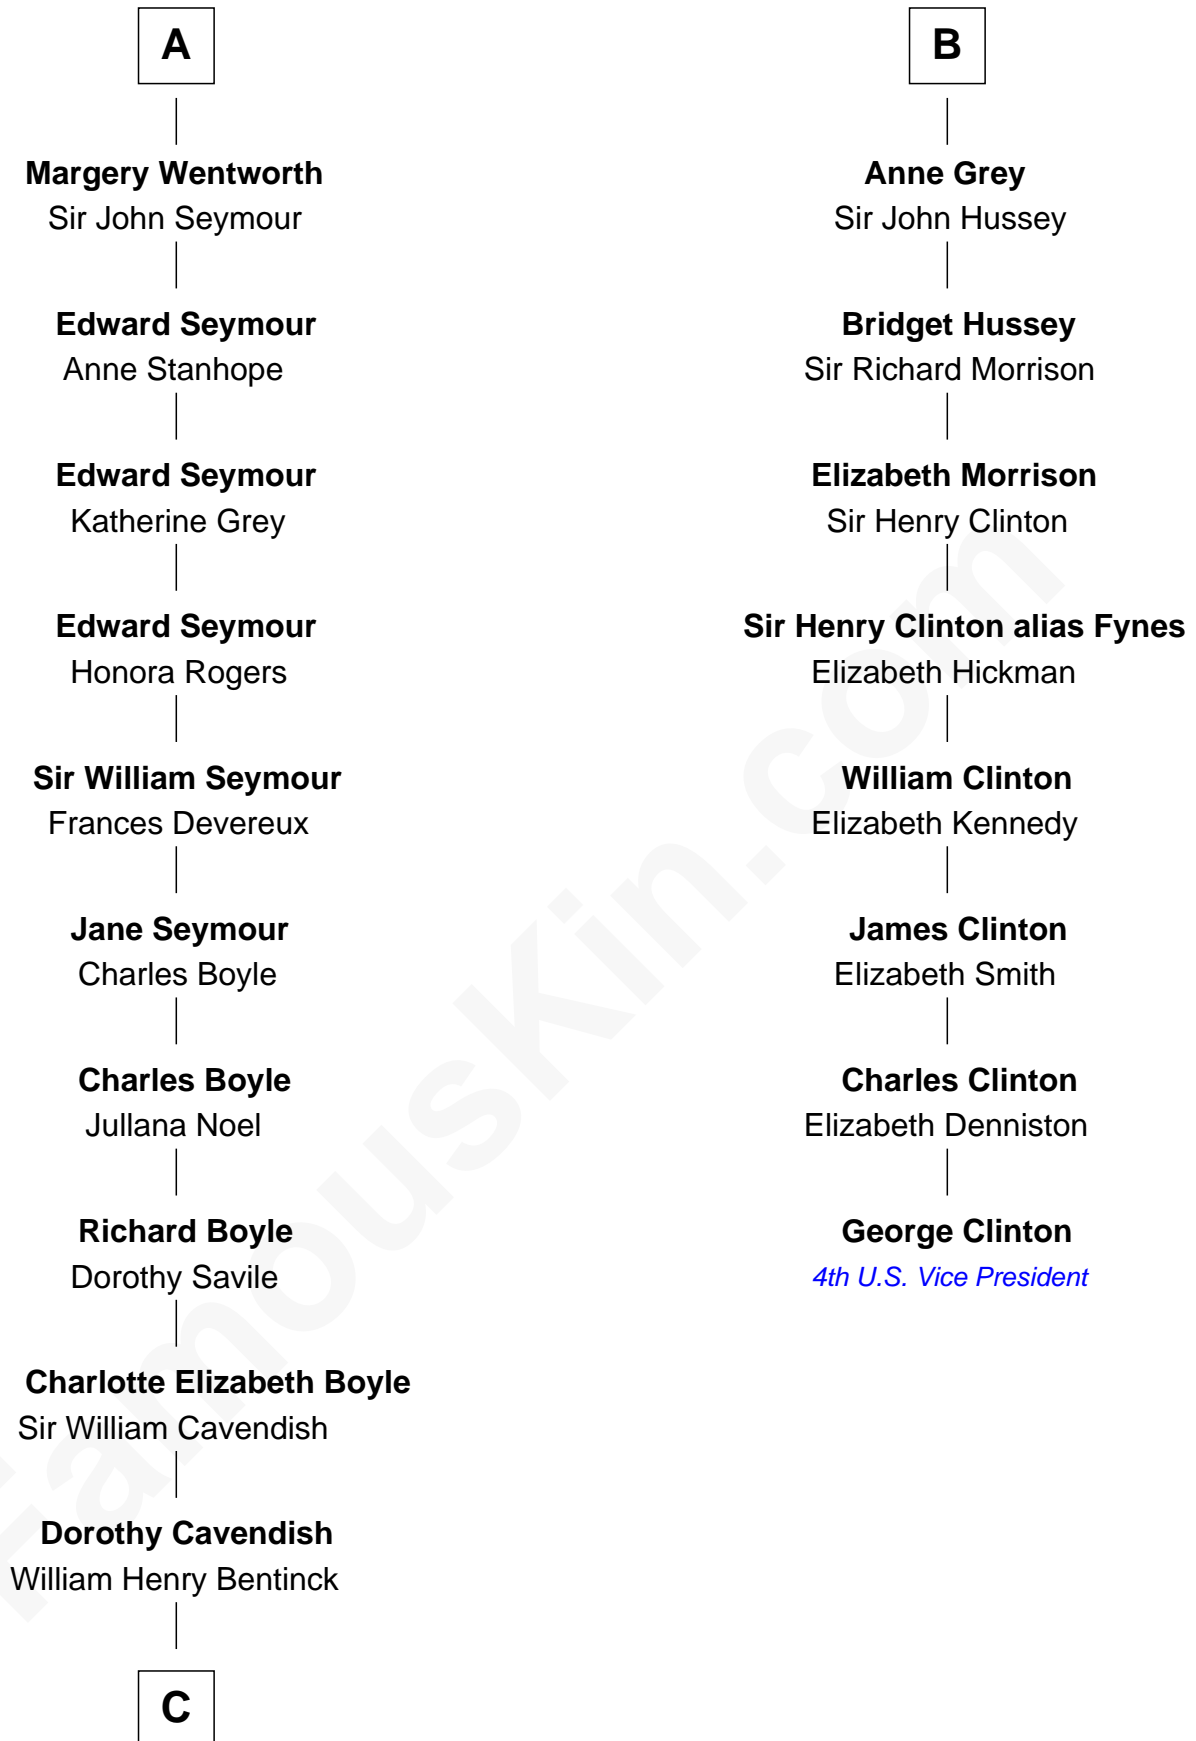 A
Margery Wentworth
Sir John Seymour
Edward Seymour
Anne Stanhope
Edward Seymour
Katherine Grey
Edward Seymour
Honora Rogers
Sir William Seymour
Frances Devereux
Jane Seymour
Charles Boyle
Charles Boyle
Jullana Noel
Richard Boyle
Dorothy Savile
Charlotte Elizabeth Boyle
Sir William Cavendish
Dorothy Cavendish
William Henry Bentinck
C
B
Anne Grey
Sir John Hussey
Bridget Hussey
Sir Richard Morrison
Elizabeth Morrison
Sir Henry Clinton
Sir Henry Clinton alias Fynes
Elizabeth Hickman
William Clinton
Elizabeth Kennedy
James Clinton
Elizabeth Smith
Charles Clinton
Elizabeth Denniston
George Clinton
4th U.S. Vice President
FamousKin.com